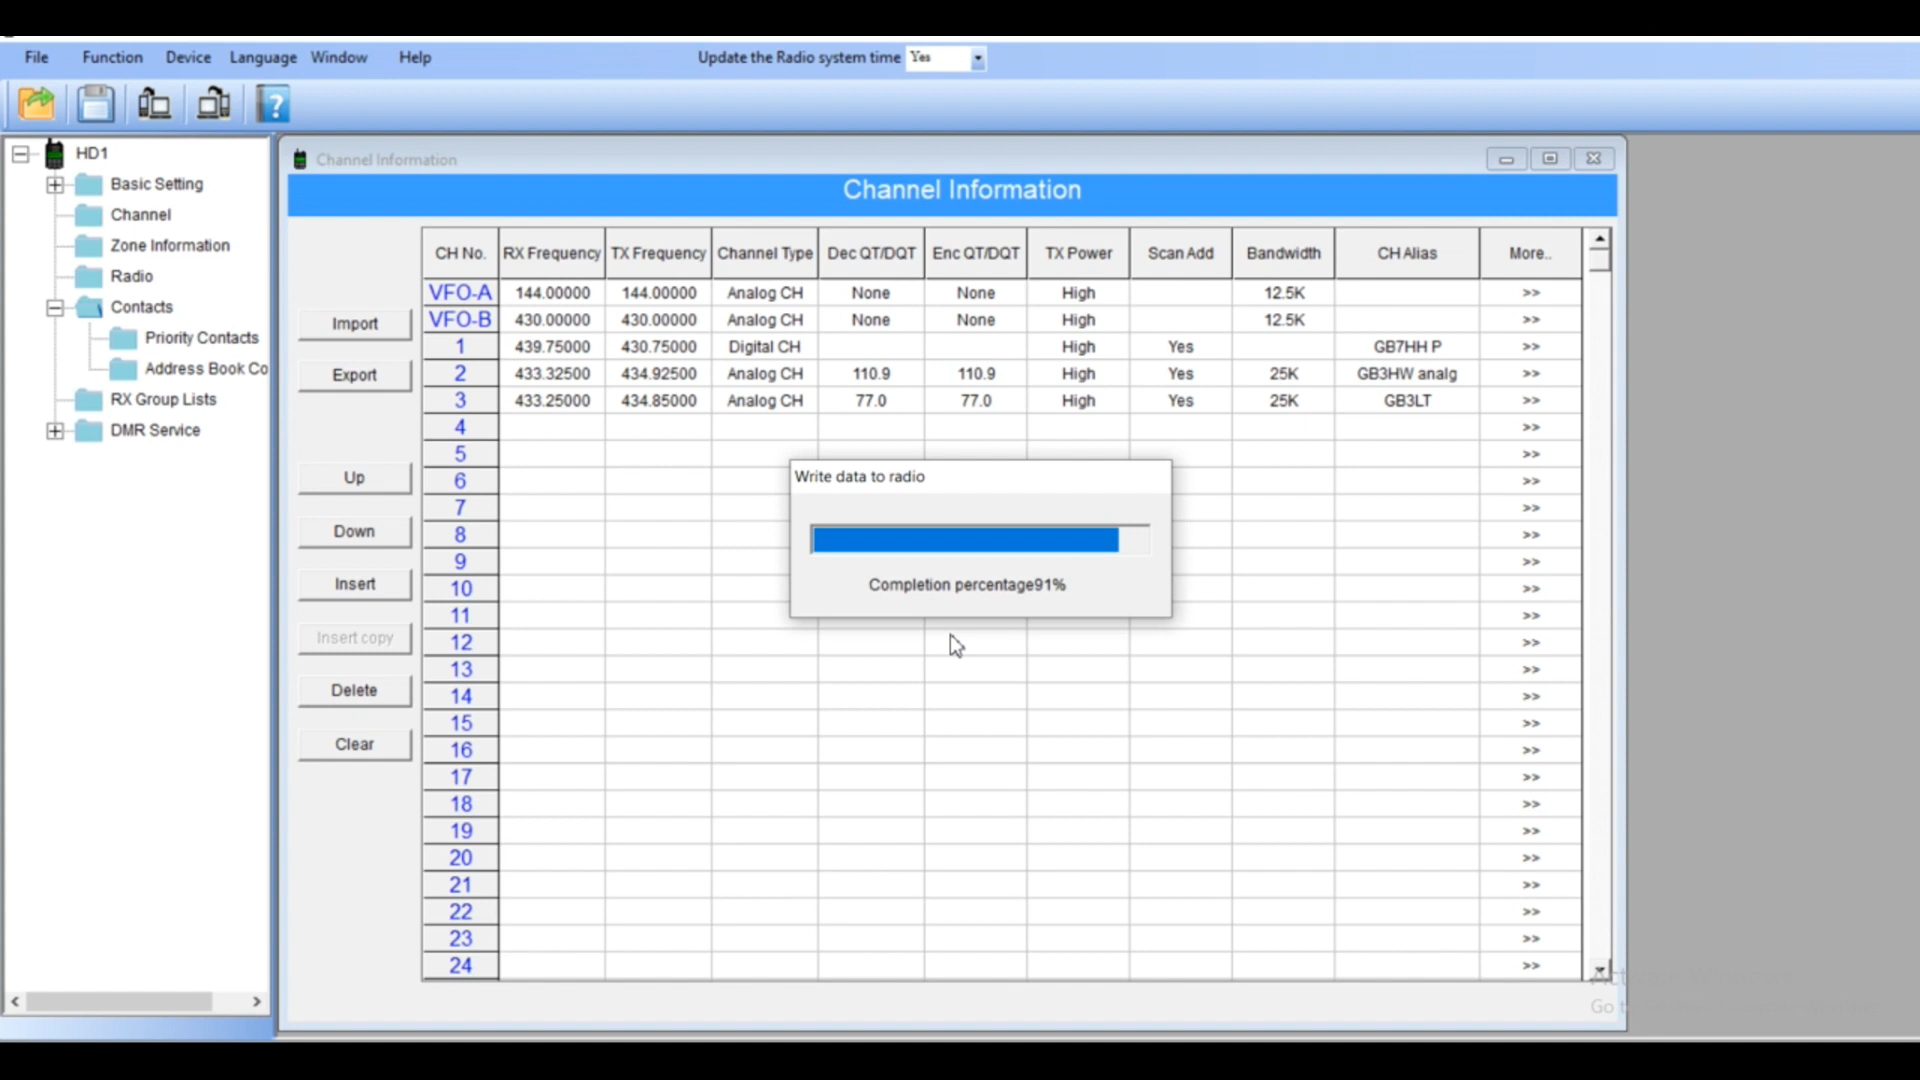 File Function Device Language Window Help Update the Radio system time Yes
HD1
Basic Setting
Channel
Zone Information
Radio
Contacts
Priority Contacts
Address Book Co
RX Group Lists
DMR Service
Channel Information
Channel Information
Import
Export
Up
Down
Insert
Insert copy
Delete
Clear
CH No. RX Frequency TX Frequency Channel Type Dec QT/DQT Enc QT/DQT TX Power Scan Add Bandwidth CH Alias More..
VFO-A 144.00000 144.00000 Analog CH None None High 12.5K >>
VFO-B 430.00000 430.00000 Analog CH None None High 12.5K >>
1 439.75000 430.75000 Digital CH High Yes GB7HH P >>
2 433.32500 434.92500 Analog CH 110.9 110.9 High Yes 25K GB3HW analg >>
3 433.25000 434.85000 Analog CH 77.0 77.0 High Yes 25K GB3LT >>
4 >>
5 >>
6 >>
7 >>
8 >>
9 >>
10 >>
11 >>
12 >>
13 >>
14 >>
15 >>
16 >>
17 >>
18 >>
19 >>
20 >>
21 >>
22 >>
23 >>
24 >>
Write data to radio
Completion percentage91%
Go t